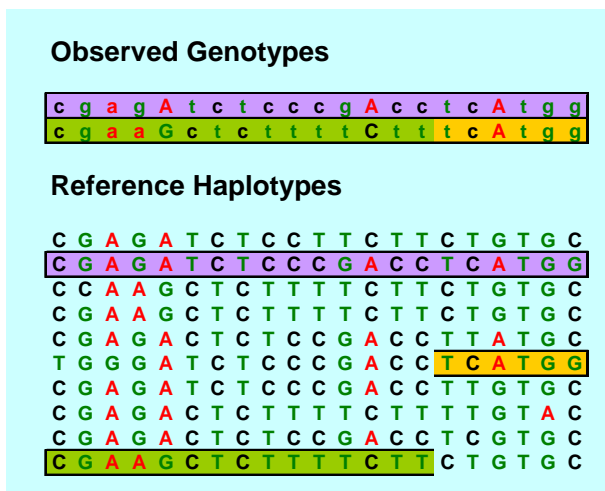 Observed Genotypes
c g a g A t c t c c c g A c c t c A t g g
c g a a G c t c t t t t C t t t c A t g g
Reference Haplotypes
C G A G A T C T C C T T C T T C T G T G C
C G A G A T C T C C C G A C C T C A T G G
C C A A G C T C T T T T C T T C T G T G C
C G A A G C T C T T T T C T T C T G T G C
C G A G A C T C T C C G A C C T T A T G C
T G G G A T C T C C C G A C C T C A T G G
C G A G A T C T C C C G A C C T T G T G C
C G A G A C T C T T T T C T T T T G T A C
C G A G A C T C T C C G A C C T C G T G C
C G A A G C T C T T T T C T T C T G T G C